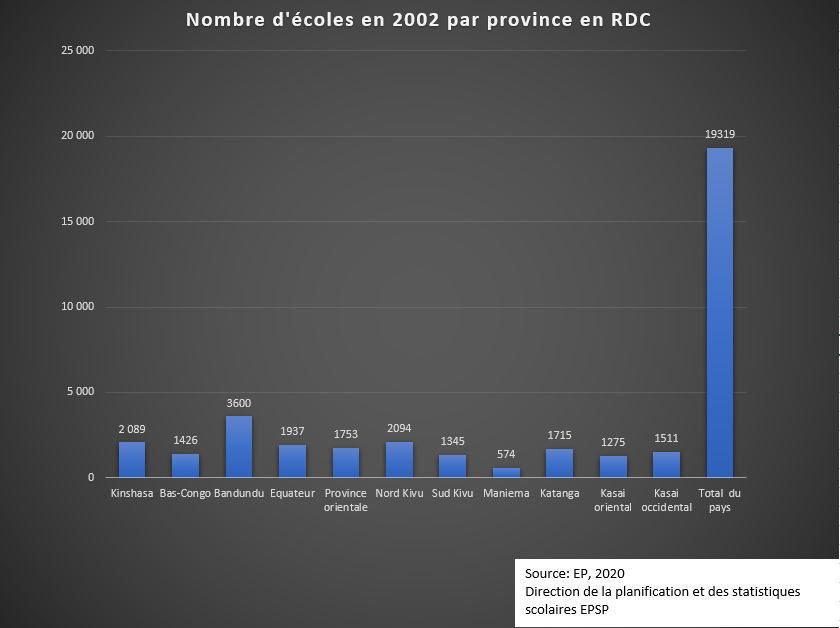 Nombre d'écoles en 2002 par province en RDC
25 000
20 000
15 000
10 000
5 000
0
2 089
1426
3600
1937
1753
2094
1345
574
1715
1275
1511
19319
Kinshasa
Bas-Congo
Bandundu
Equateur
Province
orientale
Nord Kivu
Sud Kivu
Maniema
Katanga
Kasai
oriental
Kasai
occidental
Total du
pays
Source: EP, 2020
Direction de la planification et des statistiques
scolaires EPSP